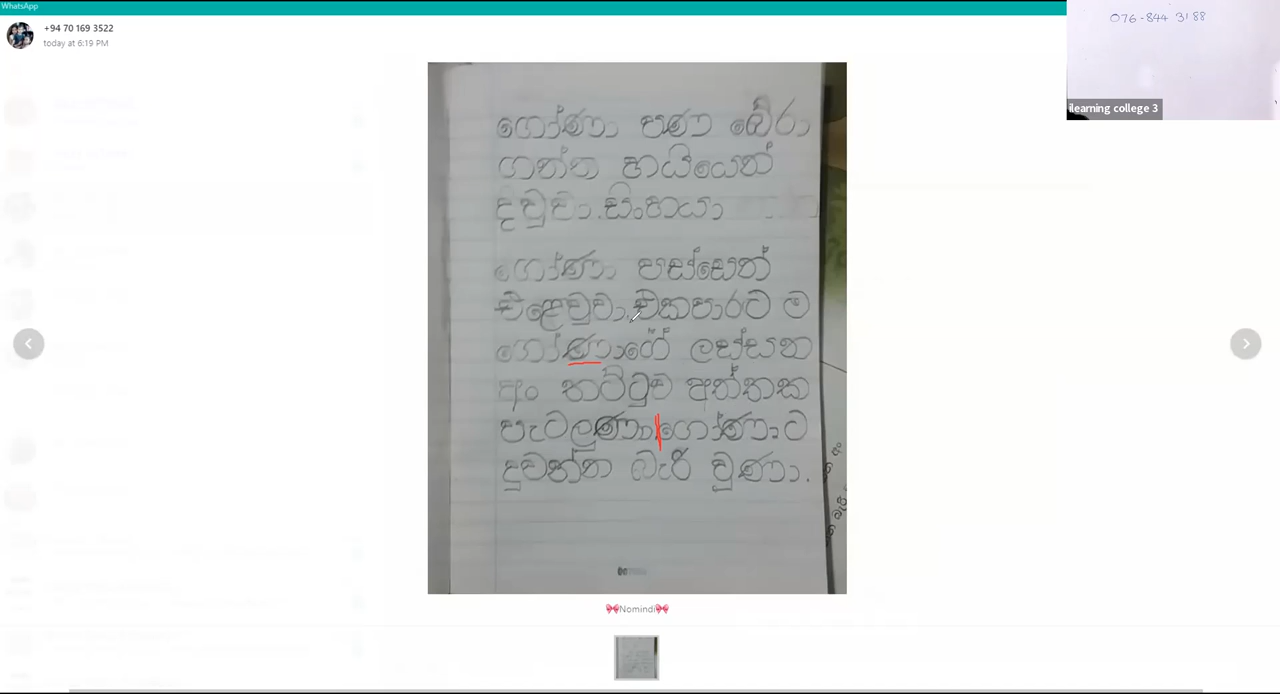 WhatsApp
+94 70 169 3522
today at 6:19 PM
076-844 3188
ilearning college 3
ගෝණා පණ බේරා
ගන්න හයියෙන්
දිව්වා. සිංහයා
ගෝණා පස්සෙන්
එළෙව්වා. එකපාරට ම
ගෝණාගේ ලස්සන
අං තට්ටුව අත්තක
පැටලුණා ගෝණාට
දුවන්න බැරි වුණා.
🎀Nomindi🎀